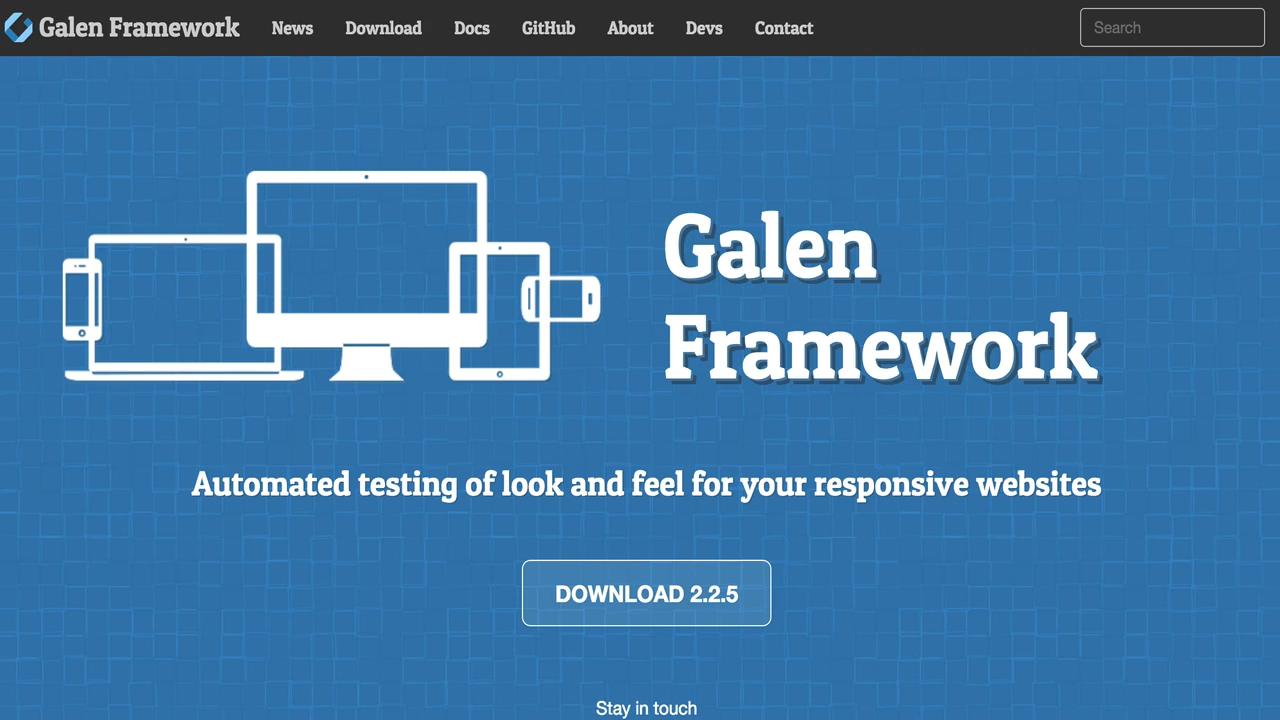 Galen Framework News Download Docs GitHub About Devs Contact Search
Galen
Framework
Automated testing of look and feel for your responsive websites
DOWNLOAD 2.2.5
Stay in touch